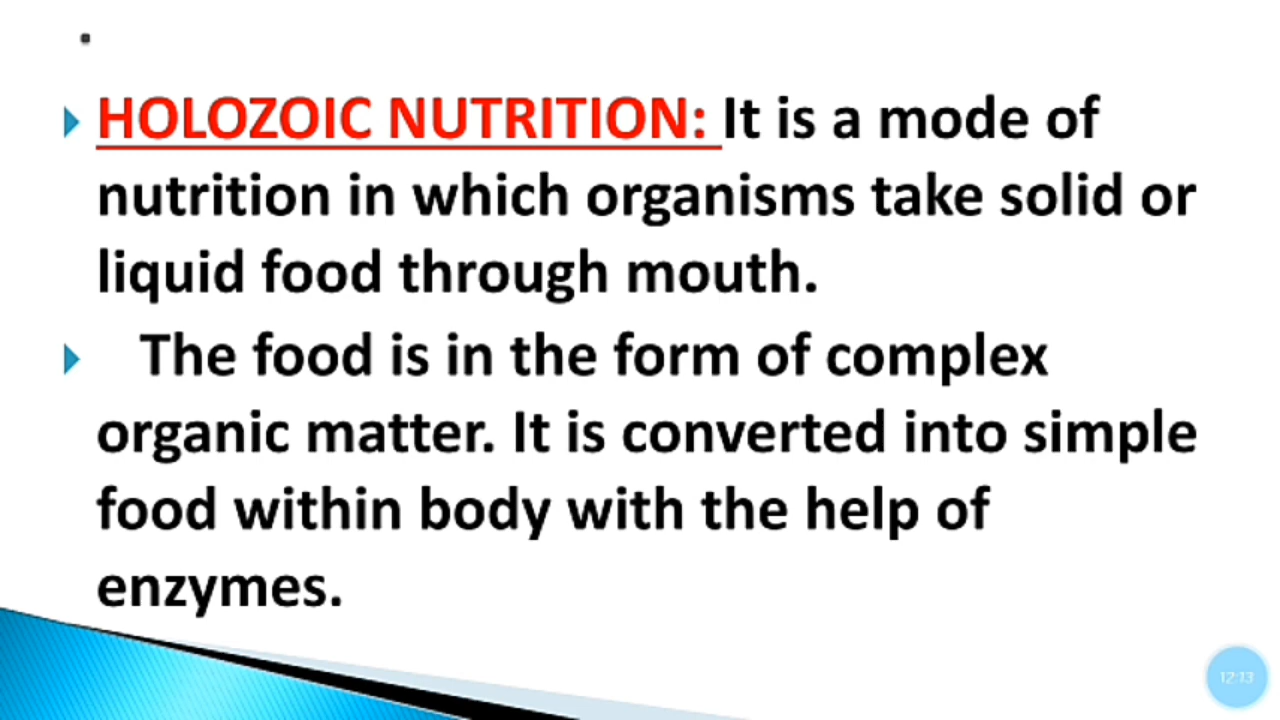 HOLOZOIC NUTRITION: It is a mode of
nutrition in which organisms take solid or
liquid food through mouth.
The food is in the form of complex
organic matter. It is converted into simple
food within body with the help of
enzymes.
12:13